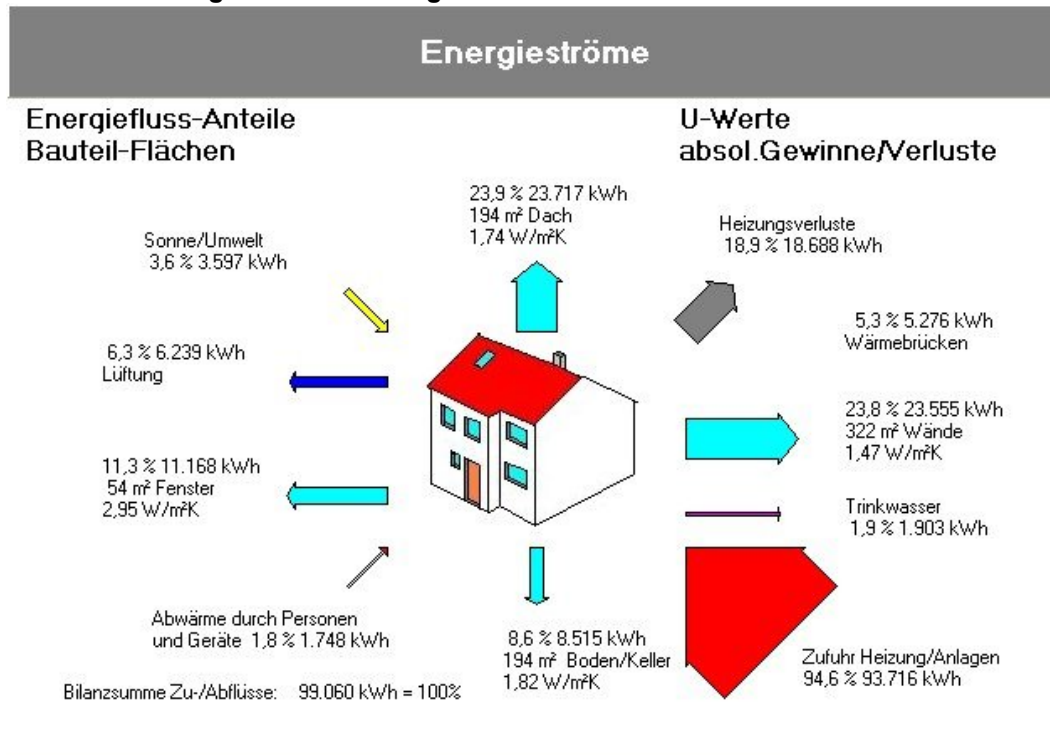 Energieströme
Energiefluss-Anteile
Bauteil-Flächen
U-Werte
absol.Gewinne/Verluste
23,9 % 23.717 kWh
194 m² Dach
1,74 W/m²K
Sonne/Umwelt
3,6 % 3.597 kWh
Heizungsverluste
18,9 % 18.688 kWh
6,3 % 6.239 kWh
Lüftung
5,3 % 5.276 kWh
Wärmebrücken
11,3 % 11.168 kWh
54 m² Fenster
2,95 W/m²K
23,8 % 23.555 kWh
322 m² Wände
1,47 W/m²K
Trinkwasser
1,9 % 1.903 kWh
Abwärme durch Personen
und Geräte 1,8 % 1.748 kWh
8,6 % 8.515 kWh
194 m² Boden/Keller
1,82 W/m²K
Zufuhr Heizung/Anlagen
94,6 % 93.716 kWh
Bilanzsumme Zu-/Abflüsse: 99.060 kWh = 100%